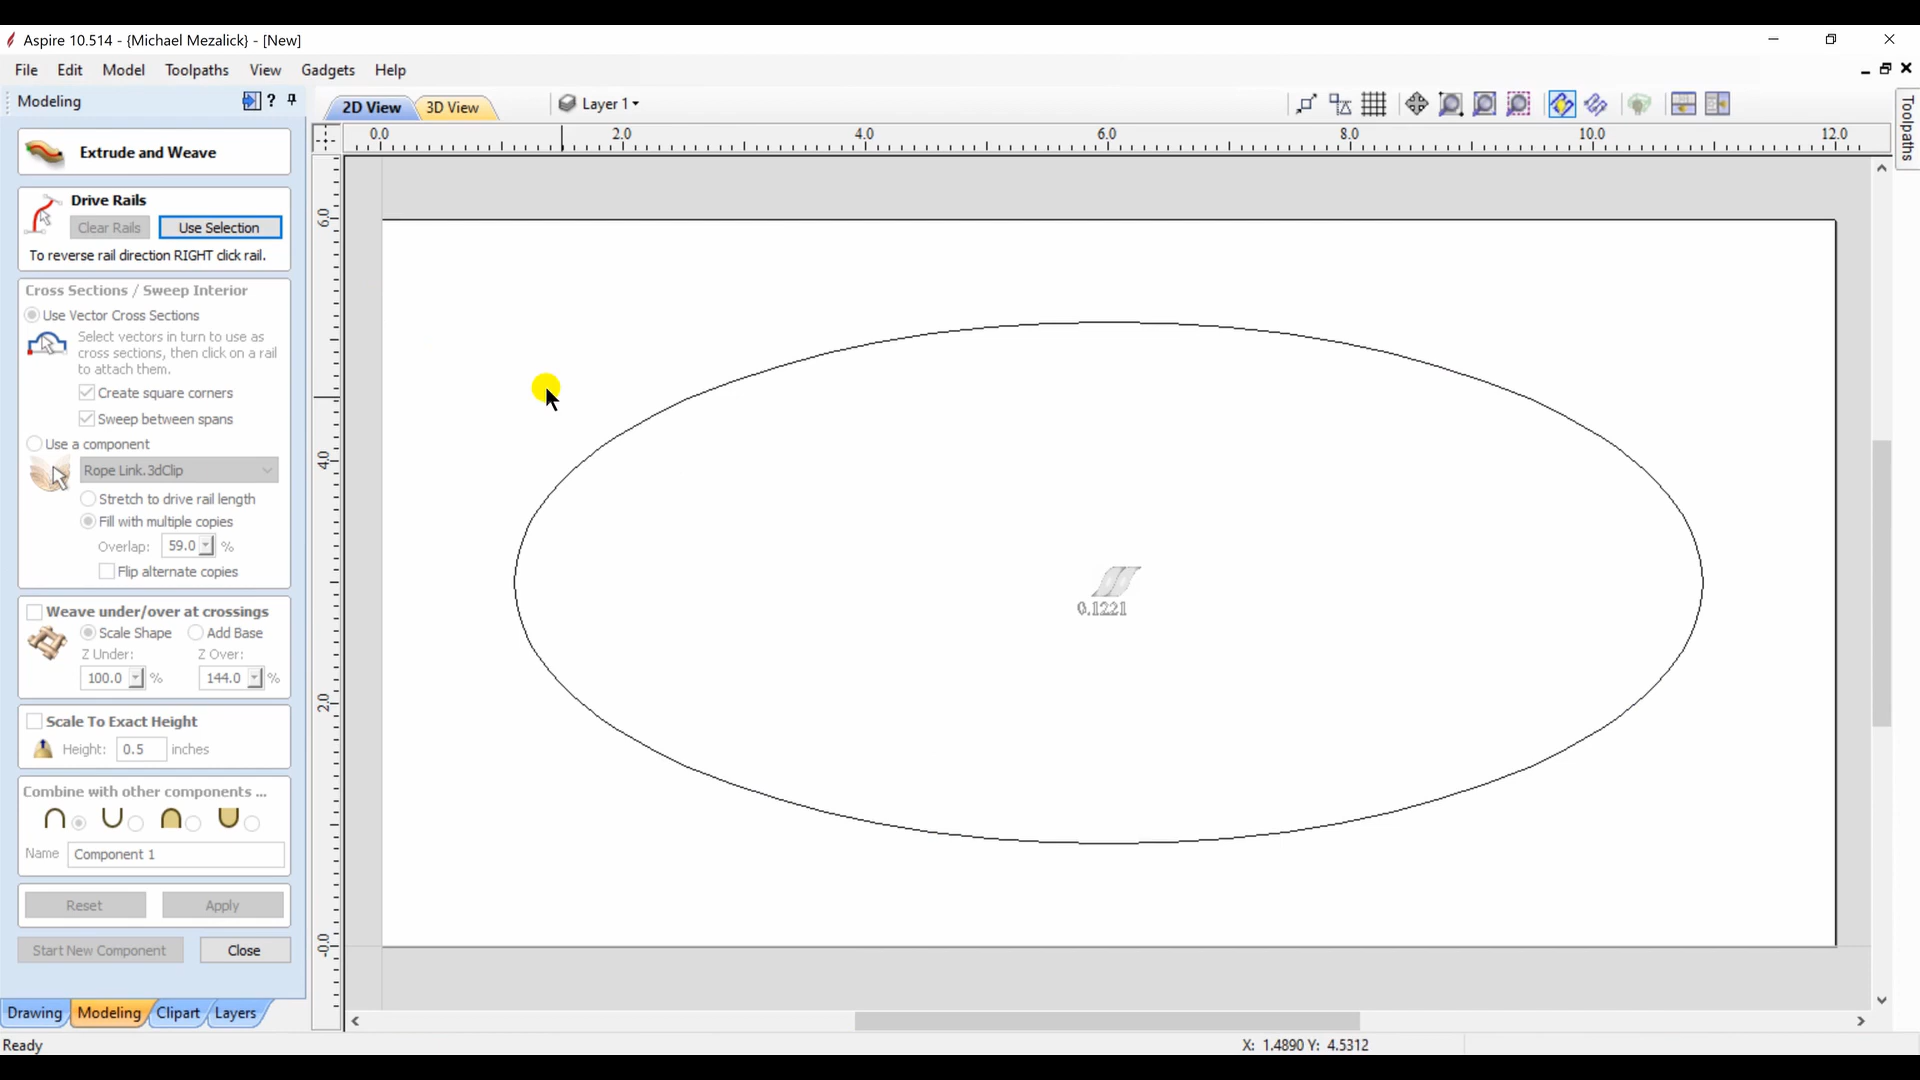 Aspire 10.514 - {Michael Mezalick} - [New]
File Edit Model Toolpaths View Gadgets Help
Modeling ?
2D View 3D View Layer 1
Toolpaths
0.0 2.0 4.0 6.0 8.0 10.0 12.0
Extrude and Weave
Drive Rails
Clear Rails Use Selection
To reverse rail direction RIGHT click rail.
Cross Sections / Sweep Interior
Use Vector Cross Sections
Select vectors in turn to use as
cross sections, then click on a rail
to attach them.
Create square corners
Sweep between spans
Use a component
Rope Link.3dClip
Stretch to drive rail length
Fill with multiple copies
Overlap: 59.0 %
Flip alternate copies
Weave under/over at crossings
Scale Shape Add Base
Z Under: Z Over:
100.0 % 144.0 %
Scale To Exact Height
Height: 0.5 inches
Combine with other components ...
Name Component 1
Reset Apply
Start New Component Close
6.0
4.0
2.0
-0.0
0.1221
Drawing Modeling Clipart Layers
Ready X: 1.4890 Y: 4.5312